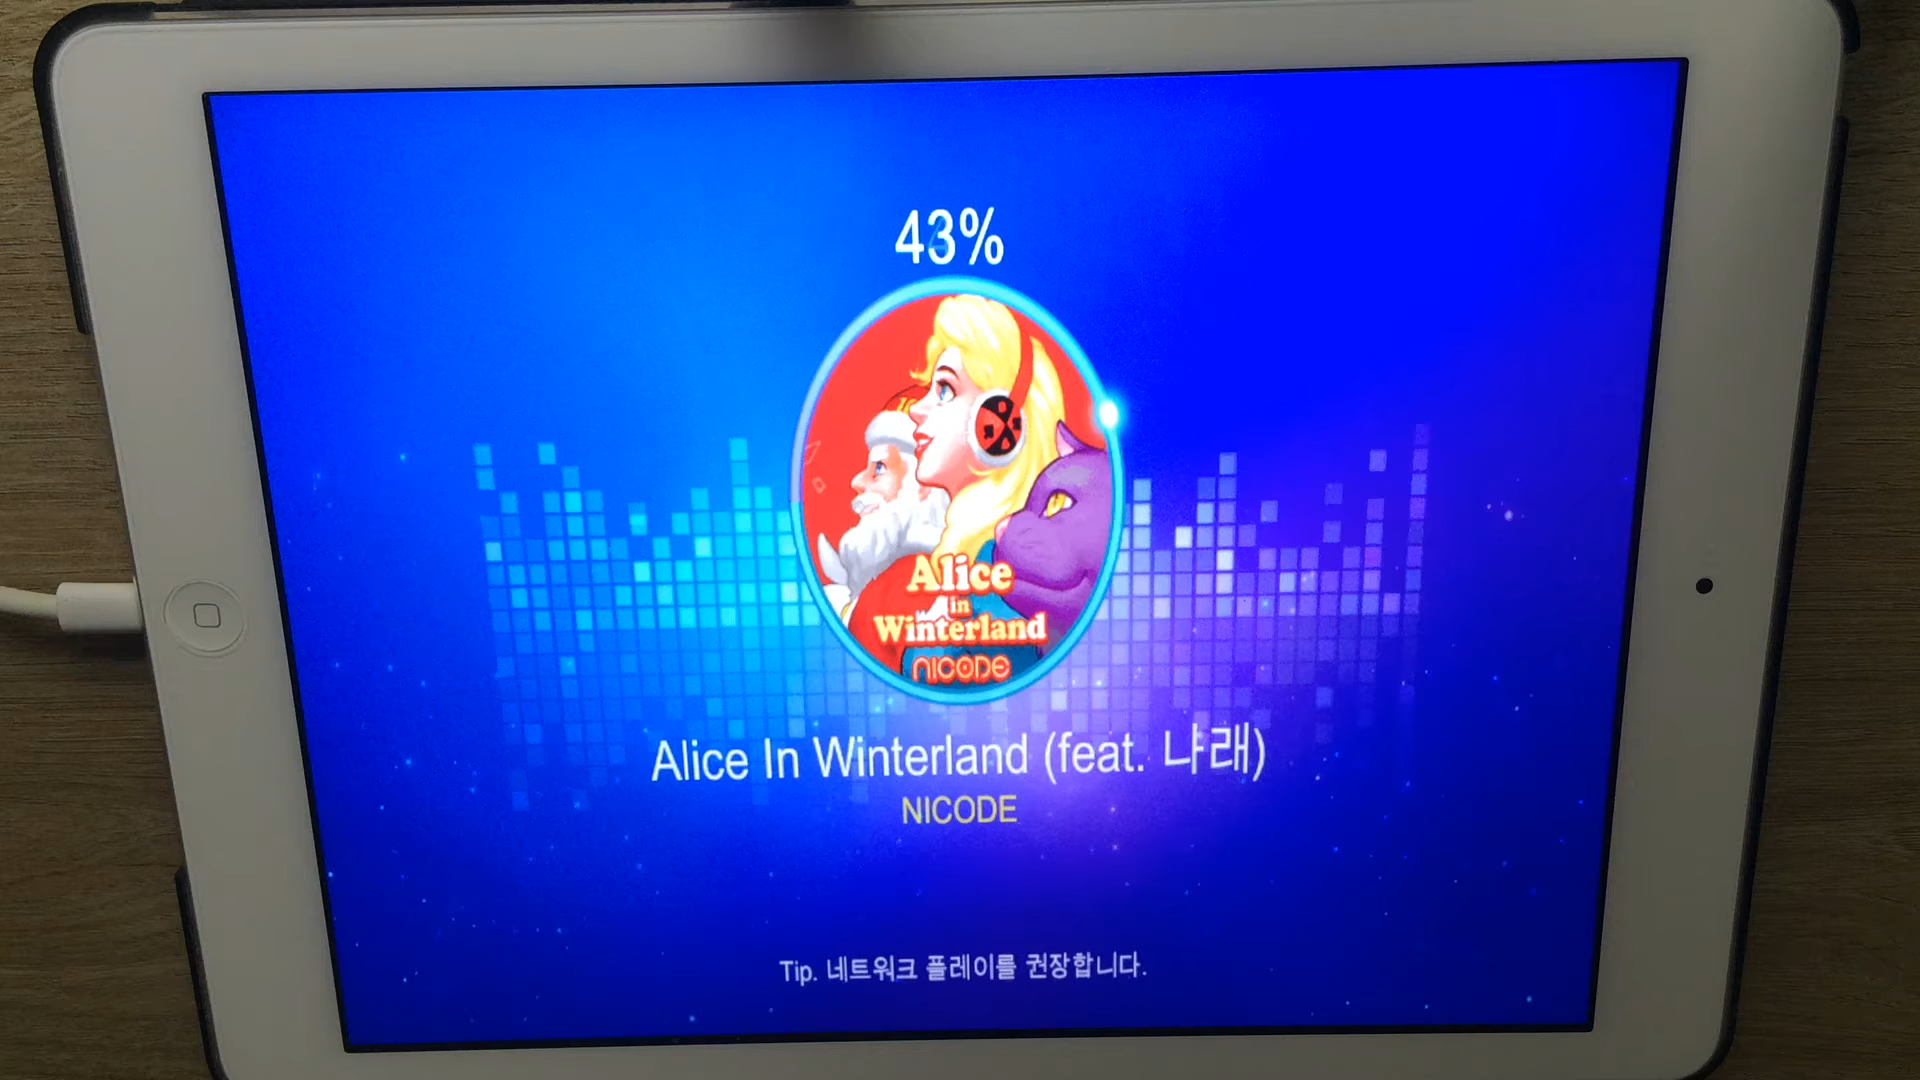 43%
Alice
in
Winterland
NICODE
Alice In Winterland (feat. 나래)
NICODE
Tip. 네트워크 플레이를 권장합니다.